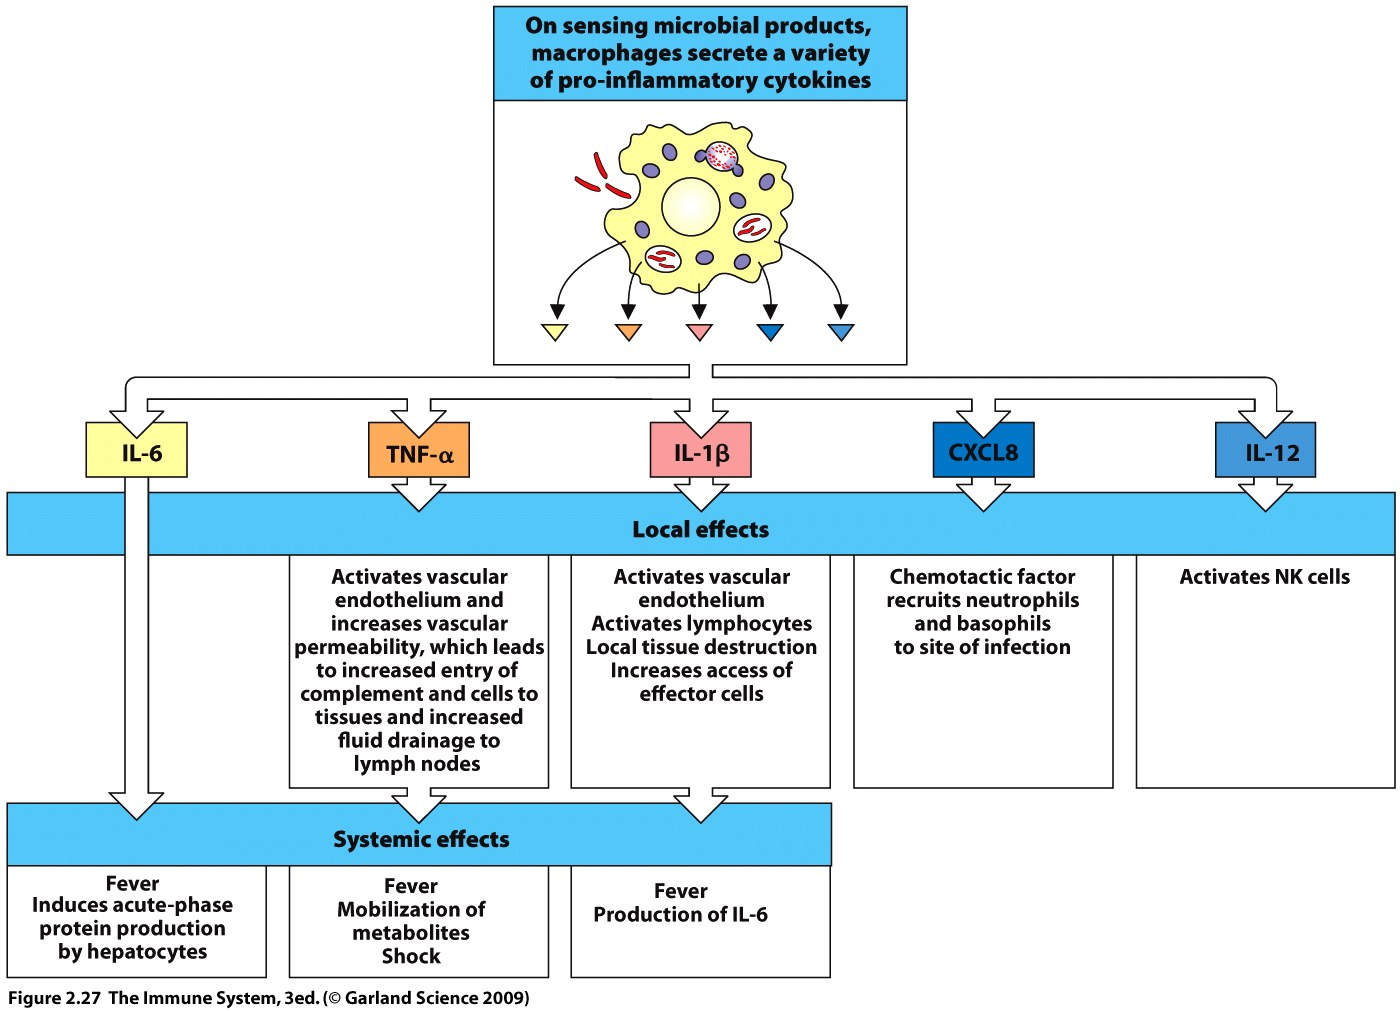 On sensing microbial products,
macrophages secrete a variety
of pro-inflammatory cytokines
IL-6
TNF-α
IL-1β
CXCL8
IL-12
Local effects
Activates vascular
endothelium and
increases vascular
permeability, which leads
to increased entry of
complement and cells to
tissues and increased
fluid drainage to
lymph nodes
Activates vascular
endothelium
Activates lymphocytes
Local tissue destruction
Increases access of
effector cells
Chemotactic factor
recruits neutrophils
and basophils
to site of infection
Activates NK cells
Systemic effects
Fever
Induces acute-phase
protein production
by hepatocytes
Fever
Mobilization of
metabolites
Shock
Fever
Production of IL-6
Figure 2.27 The Immune System, 3ed. (© Garland Science 2009)